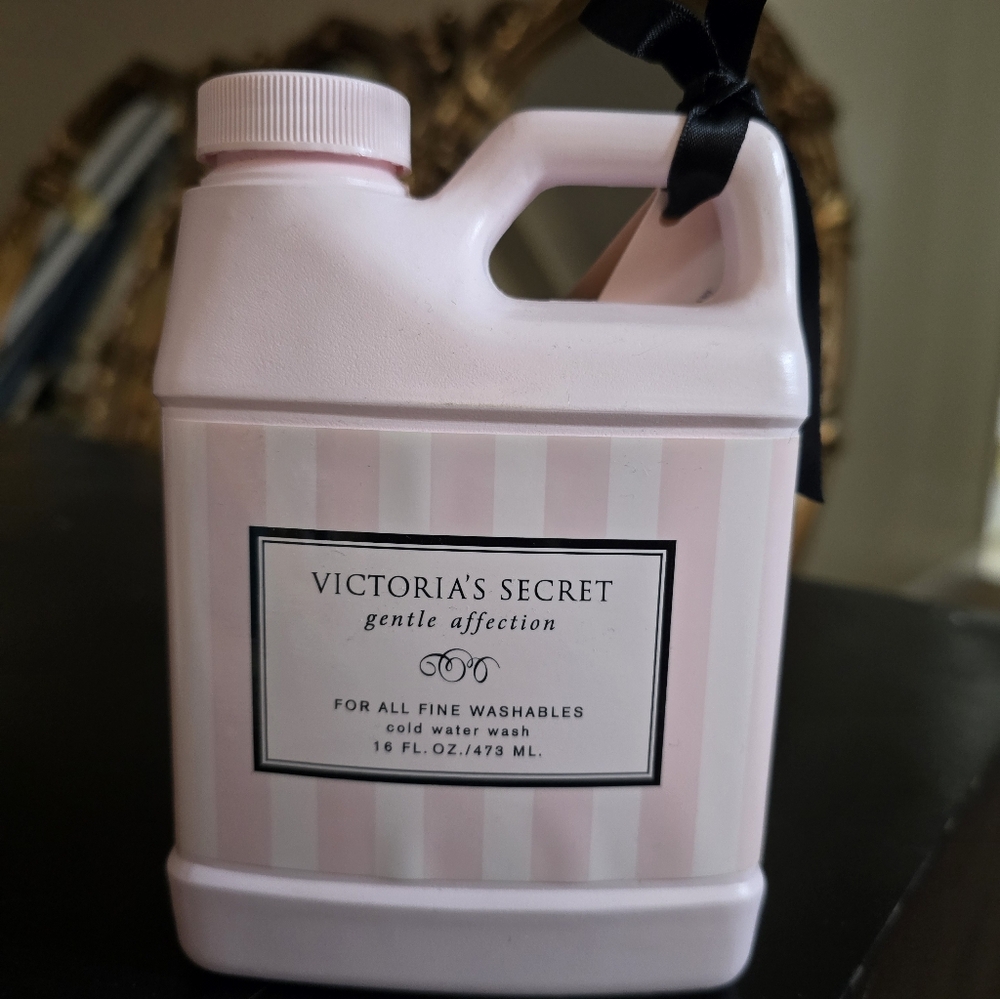 VICTORIA'S SECRET
gentle affection
FOR ALL FINE WASHABLES
cold water wash
16 FL. OZ./473 ML.